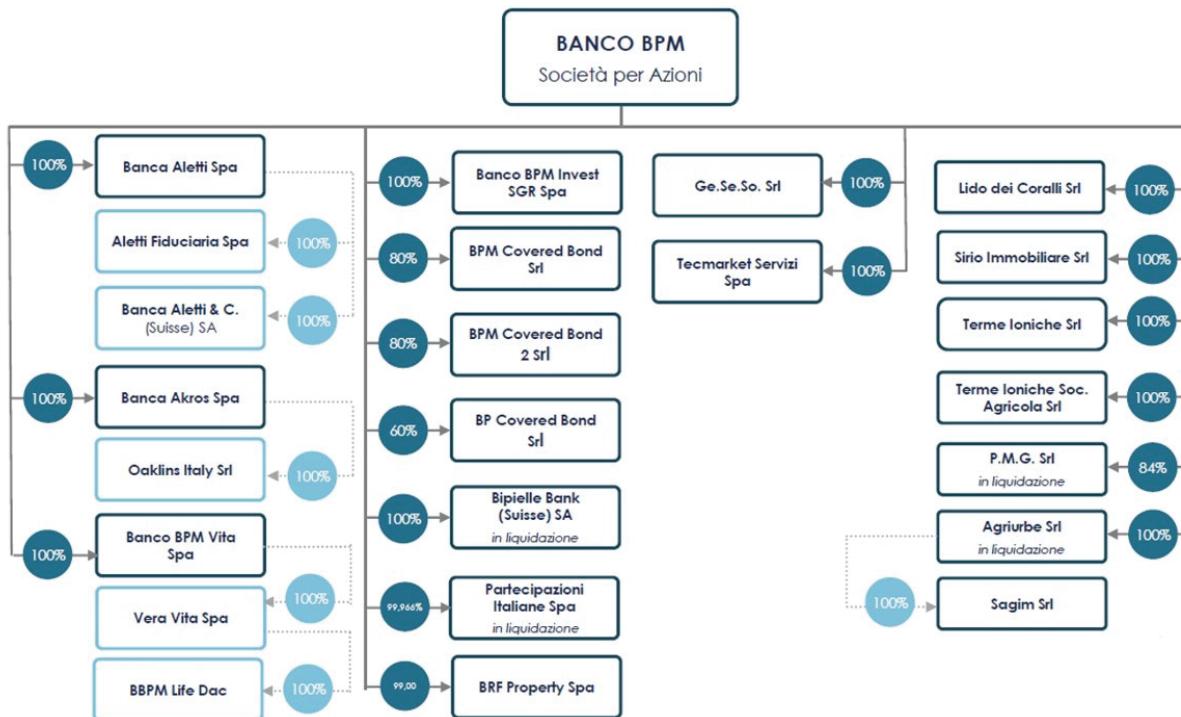 BANCO BPM
Società per Azioni
100%
Banca Aletti Spa
Aletti Fiduciaria Spa
100%
Banca Aletti & C.
(Suisse) SA
100%
100%
Banca Akros Spa
Oaklins Italy Srl
100%
100%
Banco BPM Vita
Spa
Vera Vita Spa
100%
BBPM Life Dac
100%
100%
Banco BPM Invest
SGR Spa
80%
BPM Covered Bond
Srl
80%
BPM Covered Bond
2 Srl
60%
BP Covered Bond
Srl
100%
Bipielle Bank
(Suisse) SA
in liquidazione
99,966%
Partecipazioni
Italiane Spa
in liquidazione
99,00
BRF Property Spa
Ge.Se.So. Srl
100%
Tecmarket Servizi
Spa
100%
Lido dei Coralli Srl
100%
Sirio Immobiliare Srl
100%
Terme Ioniche Srl
100%
Terme Ioniche Soc.
Agricola Srl
100%
P.M.G. Srl
in liquidazione
84%
Agriurbe Srl
in liquidazione
100%
100%
Sagim Srl